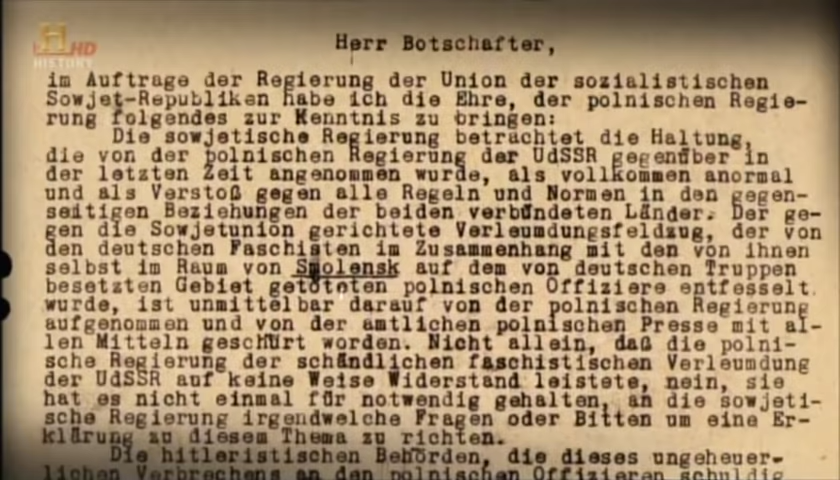 H HD
HISTORY
Herr Botschafter,
im Auftrage der Regierung der Union der sozialistischen
Sowjet-Republiken habe ich die Ehre, der polnischen Regie-
rung folgendes zur Kenntnis zu bringen:
Die sowjetische Regierung betrachtet die Haltung,
die von der polnischen Regierung der UdSSR gegenüber in
der letzten Zeit angenommen wurde, als vollkommen anormal
und als Verstoß gegen alle Regeln und Normen in den gegen-
seitigen Beziehungen der beiden verbündeten Länder. Der ge-
gen die Sowjetunion gerichtete Verleumdungsfeldzug, der von
den deutschen Faschisten im Zusammenhang mit den von ihnen
selbst im Raum von Smolensk auf dem von deutschen Truppen
besetzten Gebiet getöteten polnischen Offiziere entfesselt
wurde, ist unmittelbar darauf von der polnischen Regierung
aufgenommen und von der amtlichen polnischen Presse mit al-
len Mitteln geschürt worden. Nicht allein, daß die polni-
sche Regierung der schändlichen faschistischen Verleumdung
der UdSSR auf keine Weise Widerstand leistete, nein, sie
hat es nicht einmal für notwendig gehalten, an die sowjeti-
sche Regierung irgendwelche Fragen oder Bitten um eine Er-
klärung zu diesem Thema zu richten.
Die hitleristischen Behörden, die dieses ungeheuer-
lichen Verbrechens an den polnischen Offizieren schuldig